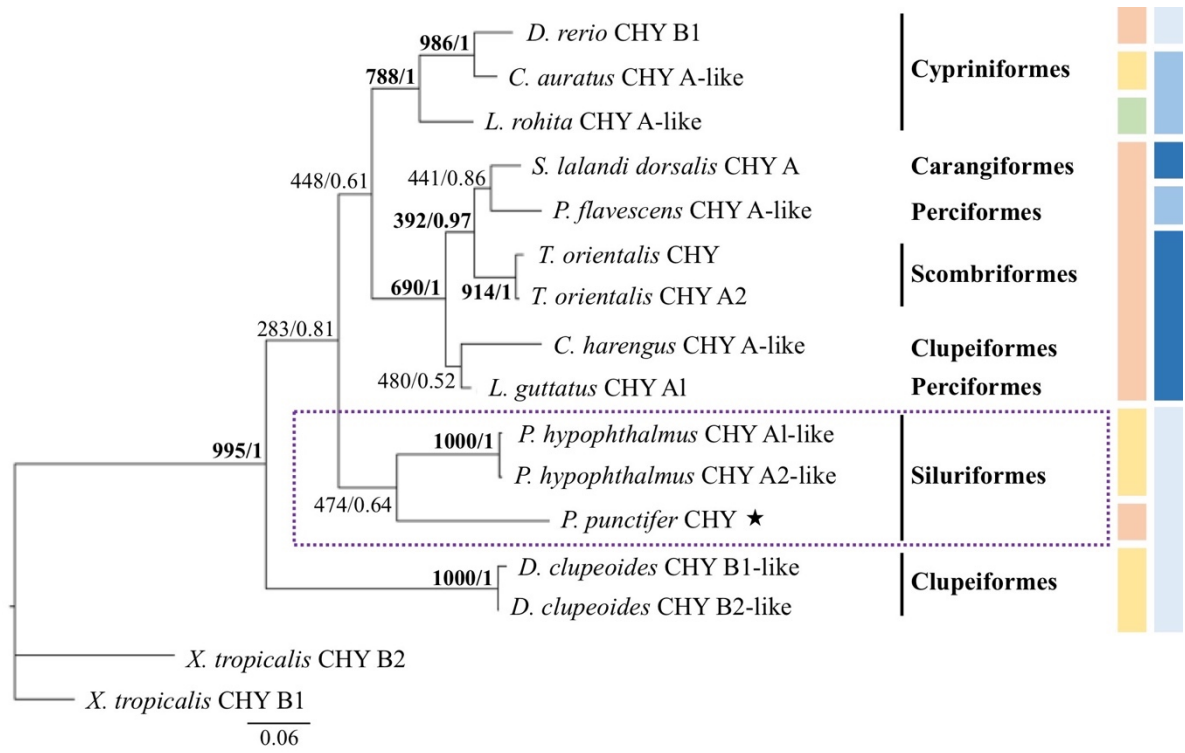 D. rerio CHY B1
986/1
788/1
C. auratus CHY A-like
Cypriniformes
L. rohita CHY A-like
448/0.61
441/0.86
S. lalandi dorsalis CHY A
Carangiformes
P. flavescens CHY A-like
Perciformes
392/0.97
T. orientalis CHY
Scombriformes
690/1
914/1
T. orientalis CHY A2
283/0.81
C. harengus CHY A-like
Clupeiformes
480/0.52
L. guttatus CHY Al
Perciformes
995/1
1000/1
P. hypophthalmus CHY Al-like
P. hypophthalmus CHY A2-like
Siluriformes
474/0.64
P. punctifer CHY ★
1000/1
D. clupeoides CHY B1-like
Clupeiformes
D. clupeoides CHY B2-like
X. tropicalis CHY B2
X. tropicalis CHY B1
0.06